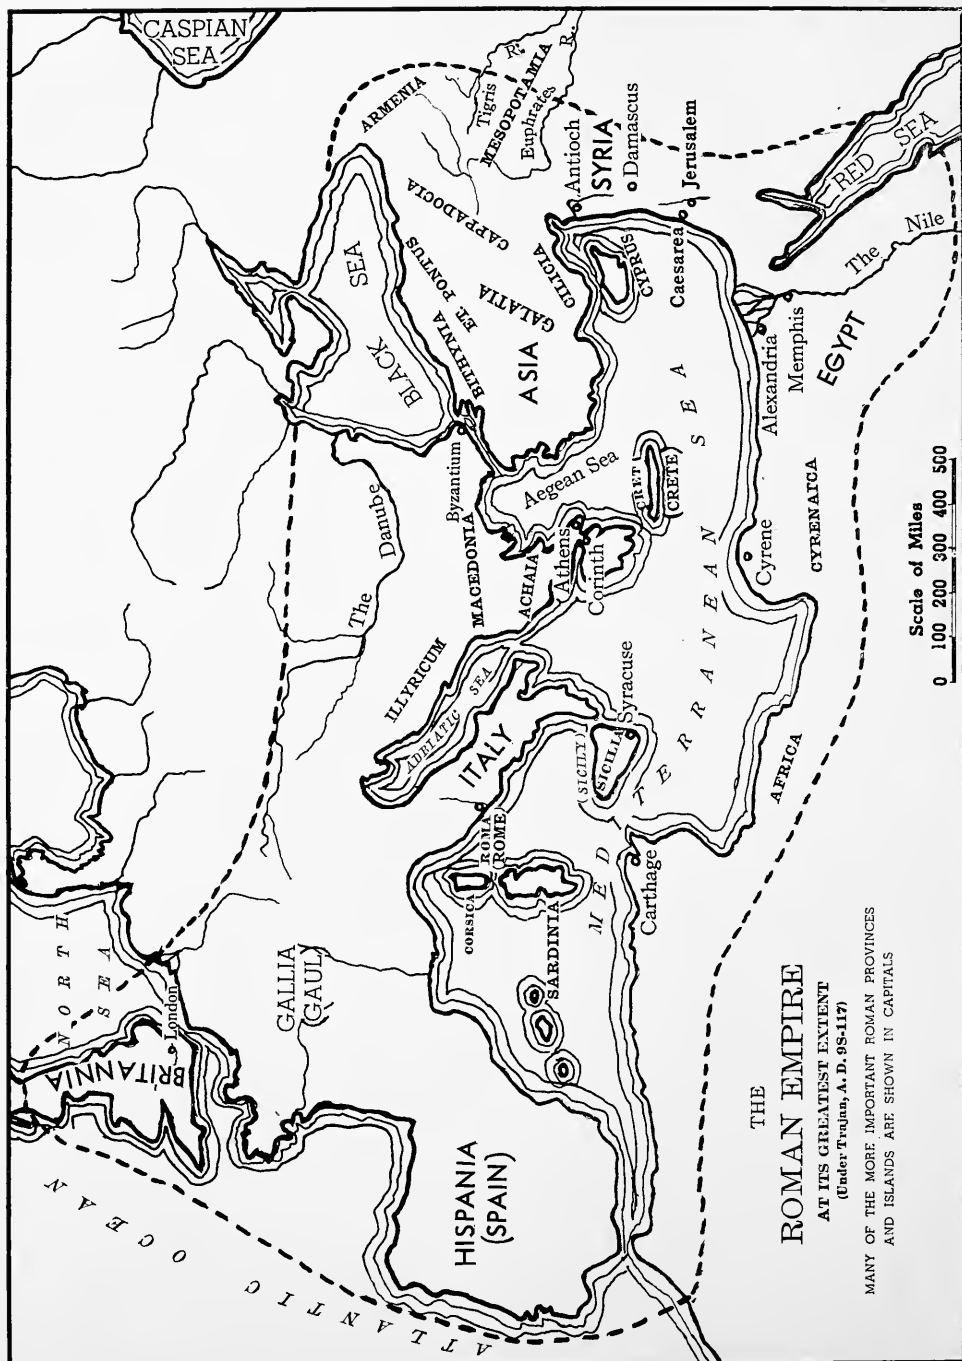 THE
ROMAN EMPIRE
AT ITS GREATEST EXTENT
(Under Trajan, A. D. 98-117)
MANY OF THE MORE IMPORTANT ROMAN PROVINCES
AND ISLANDS ARE SHOWN IN CAPITALS
ATLANTIC OCEAN
NORTH
SEA
BRITANNIA
London
GALLIA
(GAUL)
HISPANIA
(SPAIN)
CORSICA
SARDINIA
ROMA
(ROME)
ITALY
ADRIATIC SEA
ILLYRICUM
The Danube
MACEDONIA
ACHAIA
Athens
Corinth
Byzantium
Aegean Sea
BLACK SEA
CASPIAN
SEA
ARMENIA
Tigris R.
MESOPOTAMIA
Euphrates R.
CAPPADOCIA
BITHYNIA
ET. PONTUS
GALATIA
ASIA
CILICIA
CYPRUS
Antioch
SYRIA
Damascus
Caesarea
Jerusalem
RED SEA
The Nile
Alexandria
Memphis
EGYPT
CRET
(CRETE)
MEDITERRANEAN SEA
(SICILY)
SICILIA
Syracuse
Carthage
AFRICA
Cyrene
CYRENAICA
Scale of Miles
0 100 200 300 400 500